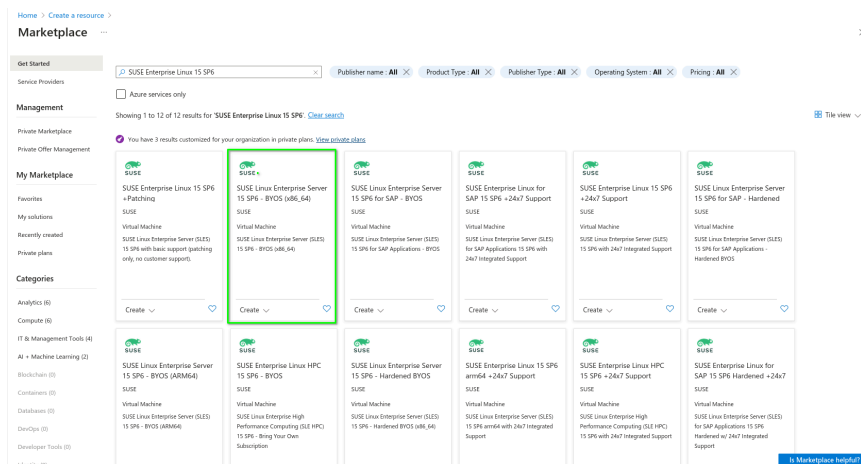 Home > Create a resource >
Marketplace ...
Get Started
Service Providers
Management
Private Marketplace
Private Offer Management
My Marketplace
Favorites
My solutions
Recently created
Private plans
Categories
Analytics (6)
Compute (6)
IT & Management Tools (4)
AI + Machine Learning (2)
Blockchain (0)
Containers (0)
Databases (0)
DevOps (0)
Developer Tools (0)
SUSE Enterprise Linux 15 SP6
Publisher name : All
Product Type : All
Publisher Type : All
Operating System : All
Pricing : All
Azure services only
Showing 1 to 12 of 12 results for 'SUSE Enterprise Linux 15 SP6'. Clear search
Tile view
You have 3 results customized for your organization in private plans. View private plans
SUSE
SUSE Enterprise Linux 15 SP6
+Patching
SUSE
Virtual Machine
SUSE Linux Enterprise Server (SLES)
15 SP6 with basic support (patching
only, no customer support).
Create
SUSE
SUSE Linux Enterprise Server
15 SP6 - BYOS (x86_64)
SUSE
Virtual Machine
SUSE Linux Enterprise Server (SLES)
15 SP6 - BYOS (x86_64)
Create
SUSE
SUSE Linux Enterprise Server
15 SP6 for SAP - BYOS
SUSE
Virtual Machine
SUSE Linux Enterprise Server (SLES)
15 SP6 for SAP Applications - BYOS
Create
SUSE
SUSE Enterprise Linux for
SAP 15 SP6 +24x7 Support
SUSE
Virtual Machine
SUSE Linux Enterprise Server (SLES)
for SAP Applications 15 SP6 with
24x7 Integrated Support
Create
SUSE
SUSE Enterprise Linux 15 SP6
+24x7 Support
SUSE
Virtual Machine
SUSE Linux Enterprise Server (SLES)
15 SP6 with 24x7 Integrated Support
Create
SUSE
SUSE Linux Enterprise Server
15 SP6 for SAP - Hardened
SUSE
Virtual Machine
SUSE Linux Enterprise Server (SLES)
15 SP6 for SAP Applications -
Hardened BYOS
Create
SUSE
SUSE Linux Enterprise Server
15 SP6 - BYOS (ARM64)
SUSE
Virtual Machine
SUSE Linux Enterprise Server (SLES)
15 SP6 - BYOS (ARM64)
SUSE
SUSE Enterprise Linux HPC
15 SP6 - BYOS
SUSE
Virtual Machine
SUSE Linux Enterprise High
Performance Computing (SLE HPC)
15 SP6 - Bring Your Own
Subscription
SUSE
SUSE Linux Enterprise Server
15 SP6 - Hardened BYOS
SUSE
Virtual Machine
SUSE Linux Enterprise Server (SLES)
15 SP6 - Hardened BYOS (x86_64)
SUSE
SUSE Enterprise Linux 15 SP6
arm64 +24x7 Support
SUSE
Virtual Machine
SUSE Linux Enterprise Server (SLES)
15 SP6 arm64 with 24x7 Integrated
Support
SUSE
SUSE Enterprise Linux HPC
15 SP6 +24x7 Support
SUSE
Virtual Machine
SUSE Linux Enterprise High
Performance Computing (SLE HPC)
15 SP6 with 24x7 Integrated Support
SUSE
SUSE Enterprise Linux for
SAP 15 SP6 Hardened +24x7
SUSE
Virtual Machine
SUSE Linux Enterprise Server (SLES)
for SAP Applications 15 SP6
Hardened w/ 24x7 Integrated
Support
Is Marketplace helpful?